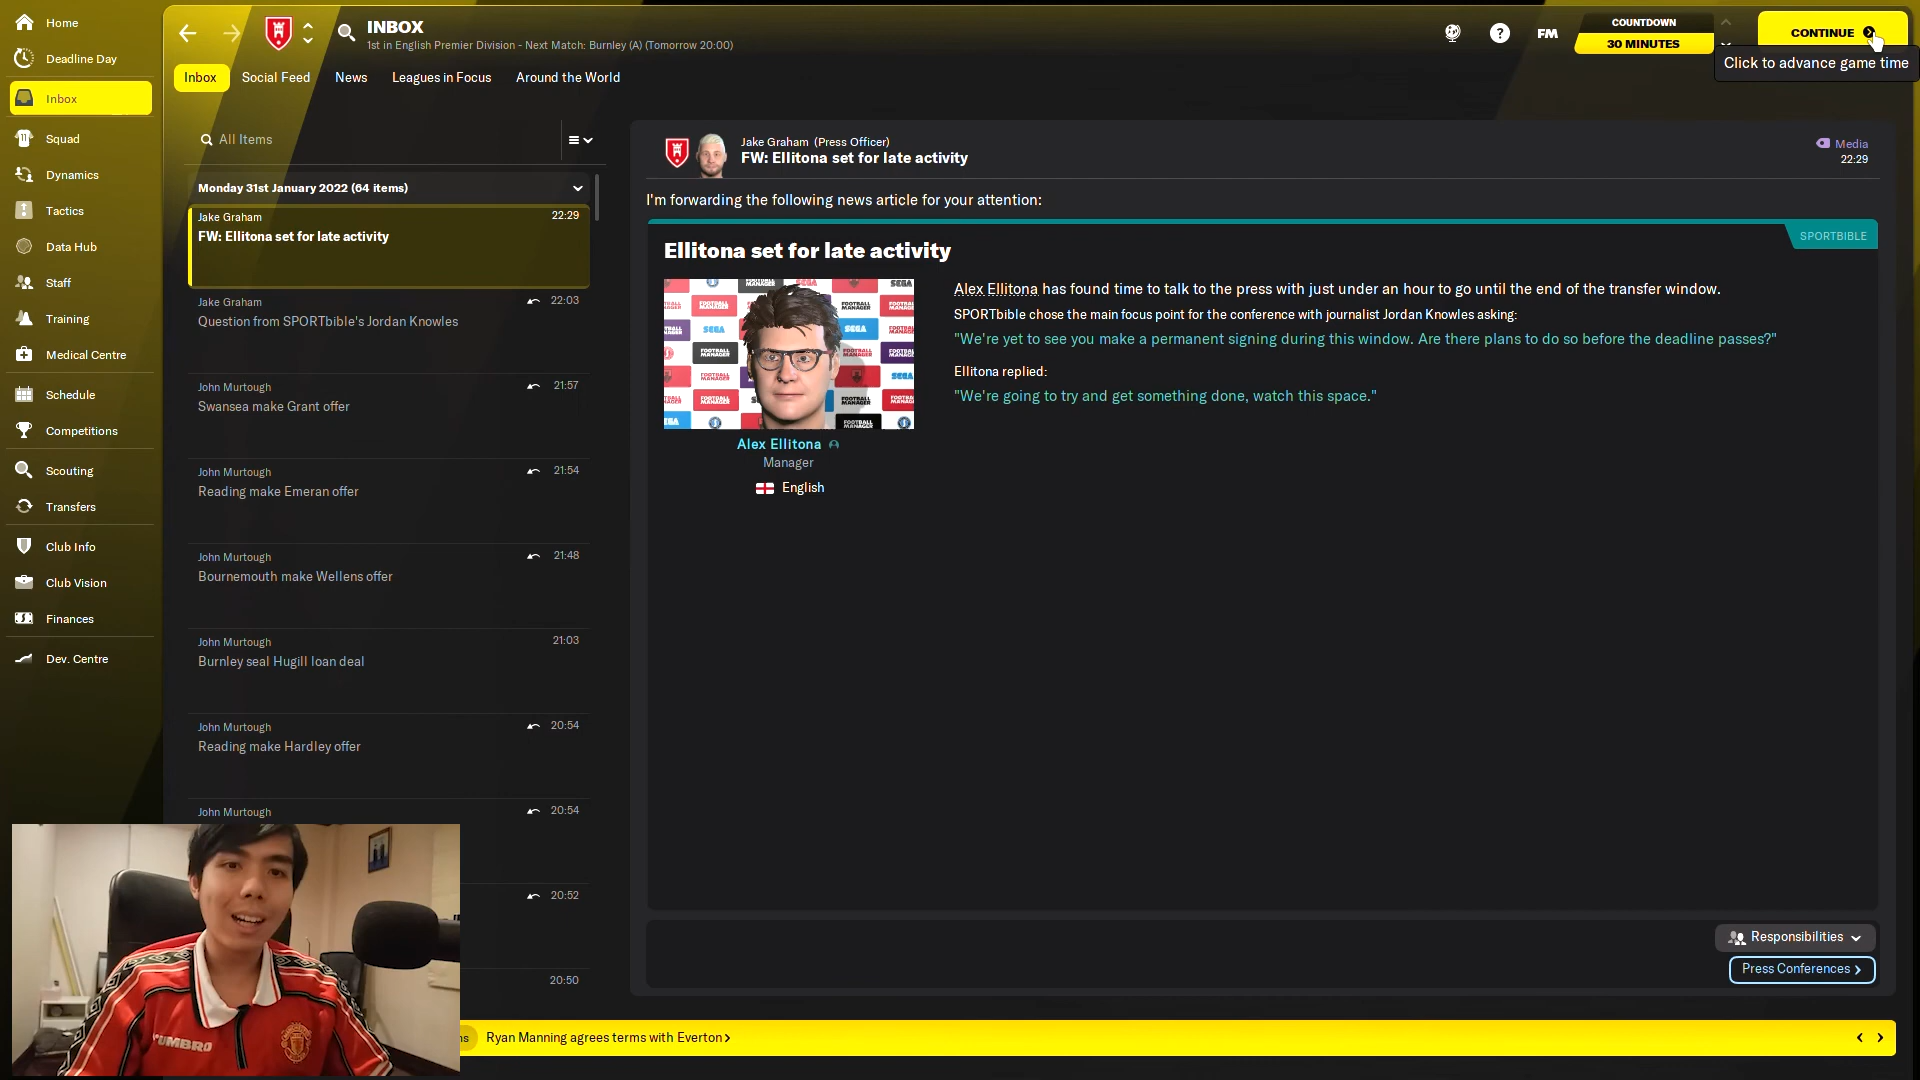 Home
Deadline Day
Inbox
Squad
Dynamics
Tactics
Data Hub
Staff
Training
Medical Centre
Schedule
Competitions
Scouting
Transfers
Club Info
Club Vision
Finances
Dev. Centre
INBOX
1st in English Premier Division - Next Match: Burnley (A) (Tomorrow 20:00)
FM
COUNTDOWN
30 MINUTES
CONTINUE
Click to advance game time
Inbox
Social Feed
News
Leagues in Focus
Around the World
All Items
Monday 31st January 2022 (64 items)
Jake Graham 22:29
FW: Ellitona set for late activity
Jake Graham 22:03
Question from SPORTbible's Jordan Knowles
John Murtough 21:57
Swansea make Grant offer
John Murtough 21:54
Reading make Emeran offer
John Murtough 21:48
Bournemouth make Wellens offer
John Murtough 21:03
Burnley seal Hugill loan deal
John Murtough 20:54
Reading make Hardley offer
John Murtough 20:54
20:52
20:50
Jake Graham (Press Officer)
FW: Ellitona set for late activity
Media
22:29
I'm forwarding the following news article for your attention:
SPORTBIBLE
Ellitona set for late activity
Alex Ellitona has found time to talk to the press with just under an hour to go until the end of the transfer window.
SPORTbible chose the main focus point for the conference with journalist Jordan Knowles asking:
"We're yet to see you make a permanent signing during this window. Are there plans to do so before the deadline passes?"
Ellitona replied:
"We're going to try and get something done, watch this space."
SEGA
FOOTBALL MANAGER
Alex Ellitona
Manager
English
Responsibilities
Press Conferences
UMBRO
ns
Ryan Manning agrees terms with Everton